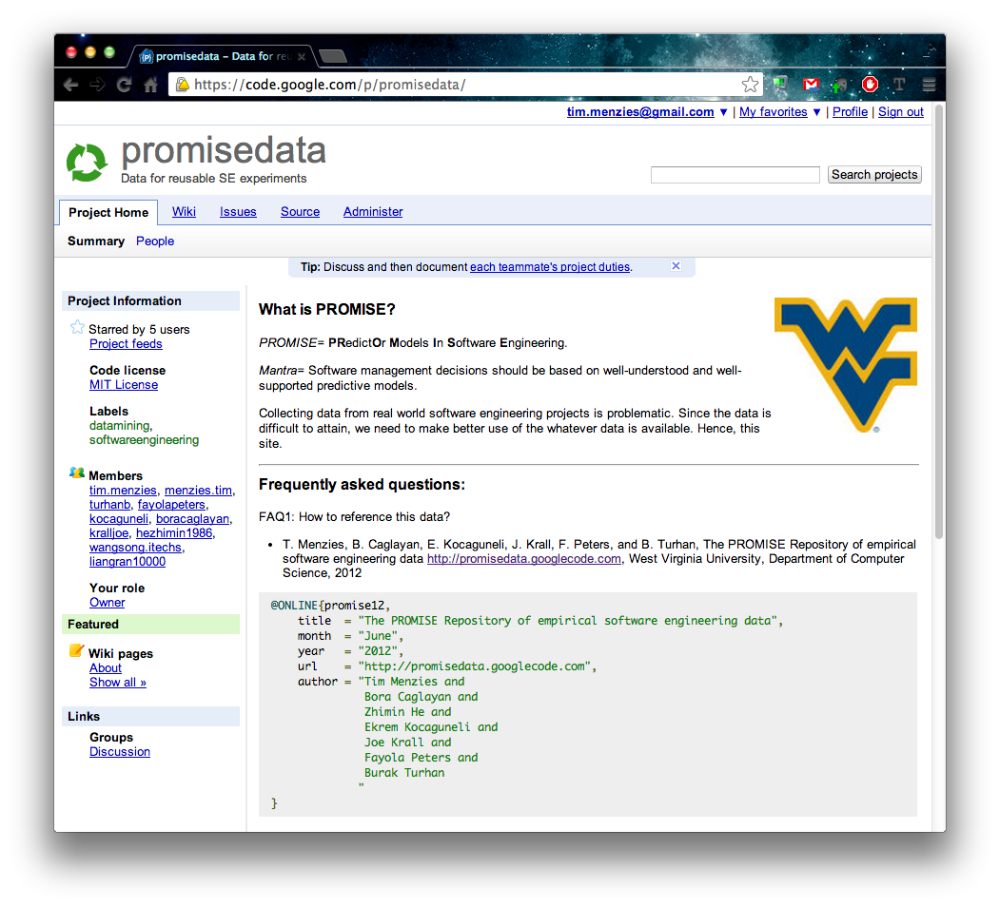 promisedata – Data for reu
https://code.google.com/p/promisedata/
tim.menzies@gmail.com ▼ | My favorites ▼ | Profile | Sign out
promisedata
Data for reusable SE experiments
Search projects
Project Home Wiki Issues Source Administer
Summary People
Tip: Discuss and then document each teammate's project duties.
Project Information
Starred by 5 users
Project feeds
Code license
MIT License
Labels
datamining,
softwareengineering
Members
tim.menzies, menzies.tim,
turhanb, fayolapeters,
kocaguneli, boracaglayan,
kralljoe, hezhimin1986,
wangsong.itechs,
liangran10000
Your role
Owner
Featured
Wiki pages
About
Show all »
Links
Groups
Discussion
What is PROMISE?
PROMISE= PRedictOr Models In Software Engineering.
Mantra= Software management decisions should be based on well-understood and well-
supported predictive models.
Collecting data from real world software engineering projects is problematic. Since the data is
difficult to attain, we need to make better use of the whatever data is available. Hence, this
site.
WV
Frequently asked questions:
FAQ1: How to reference this data?
• T. Menzies, B. Caglayan, E. Kocaguneli, J. Krall, F. Peters, and B. Turhan, The PROMISE Repository of empirical
software engineering data http://promisedata.googlecode.com, West Virginia University, Department of Computer
Science, 2012
@ONLINE{promise12,
title = "The PROMISE Repository of empirical software engineering data",
month = "June",
year = "2012",
url = "http://promisedata.googlecode.com",
author = "Tim Menzies and
Bora Caglayan and
Zhimin He and
Ekrem Kocaguneli and
Joe Krall and
Fayola Peters and
Burak Turhan
"
}